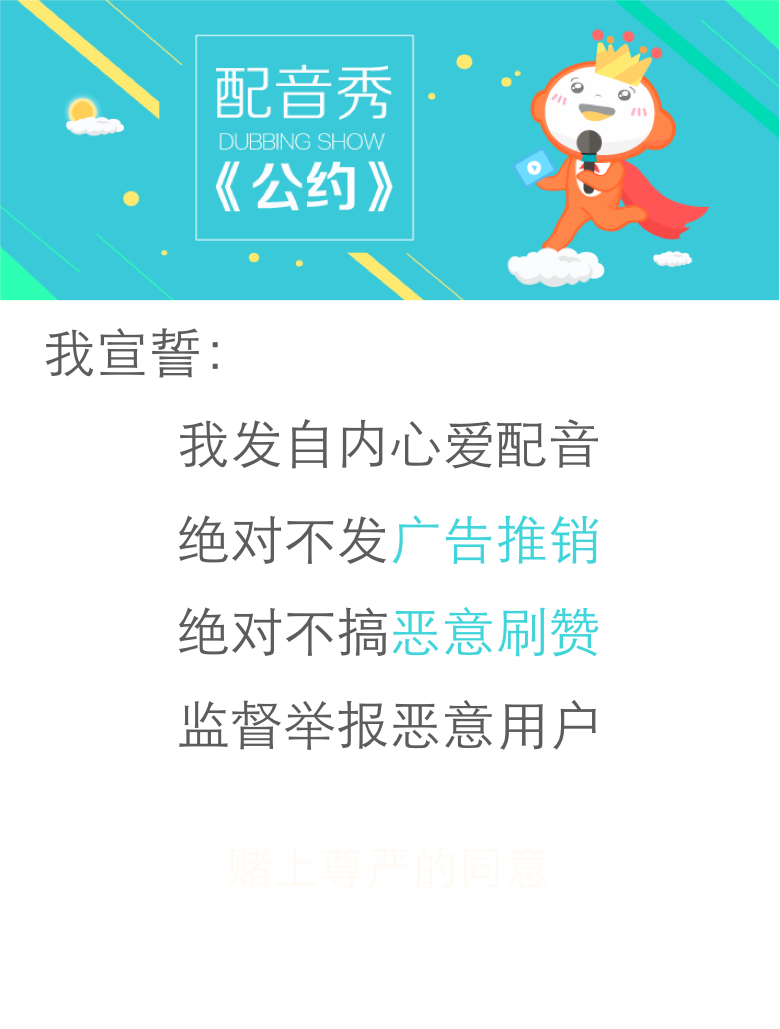 配音秀
DUBBING SHOW
《公约》
我宣誓：
我发自内心爱配音
绝对不发广告推销
绝对不搞恶意刷赞
监督举报恶意用户
赌上尊严的同意